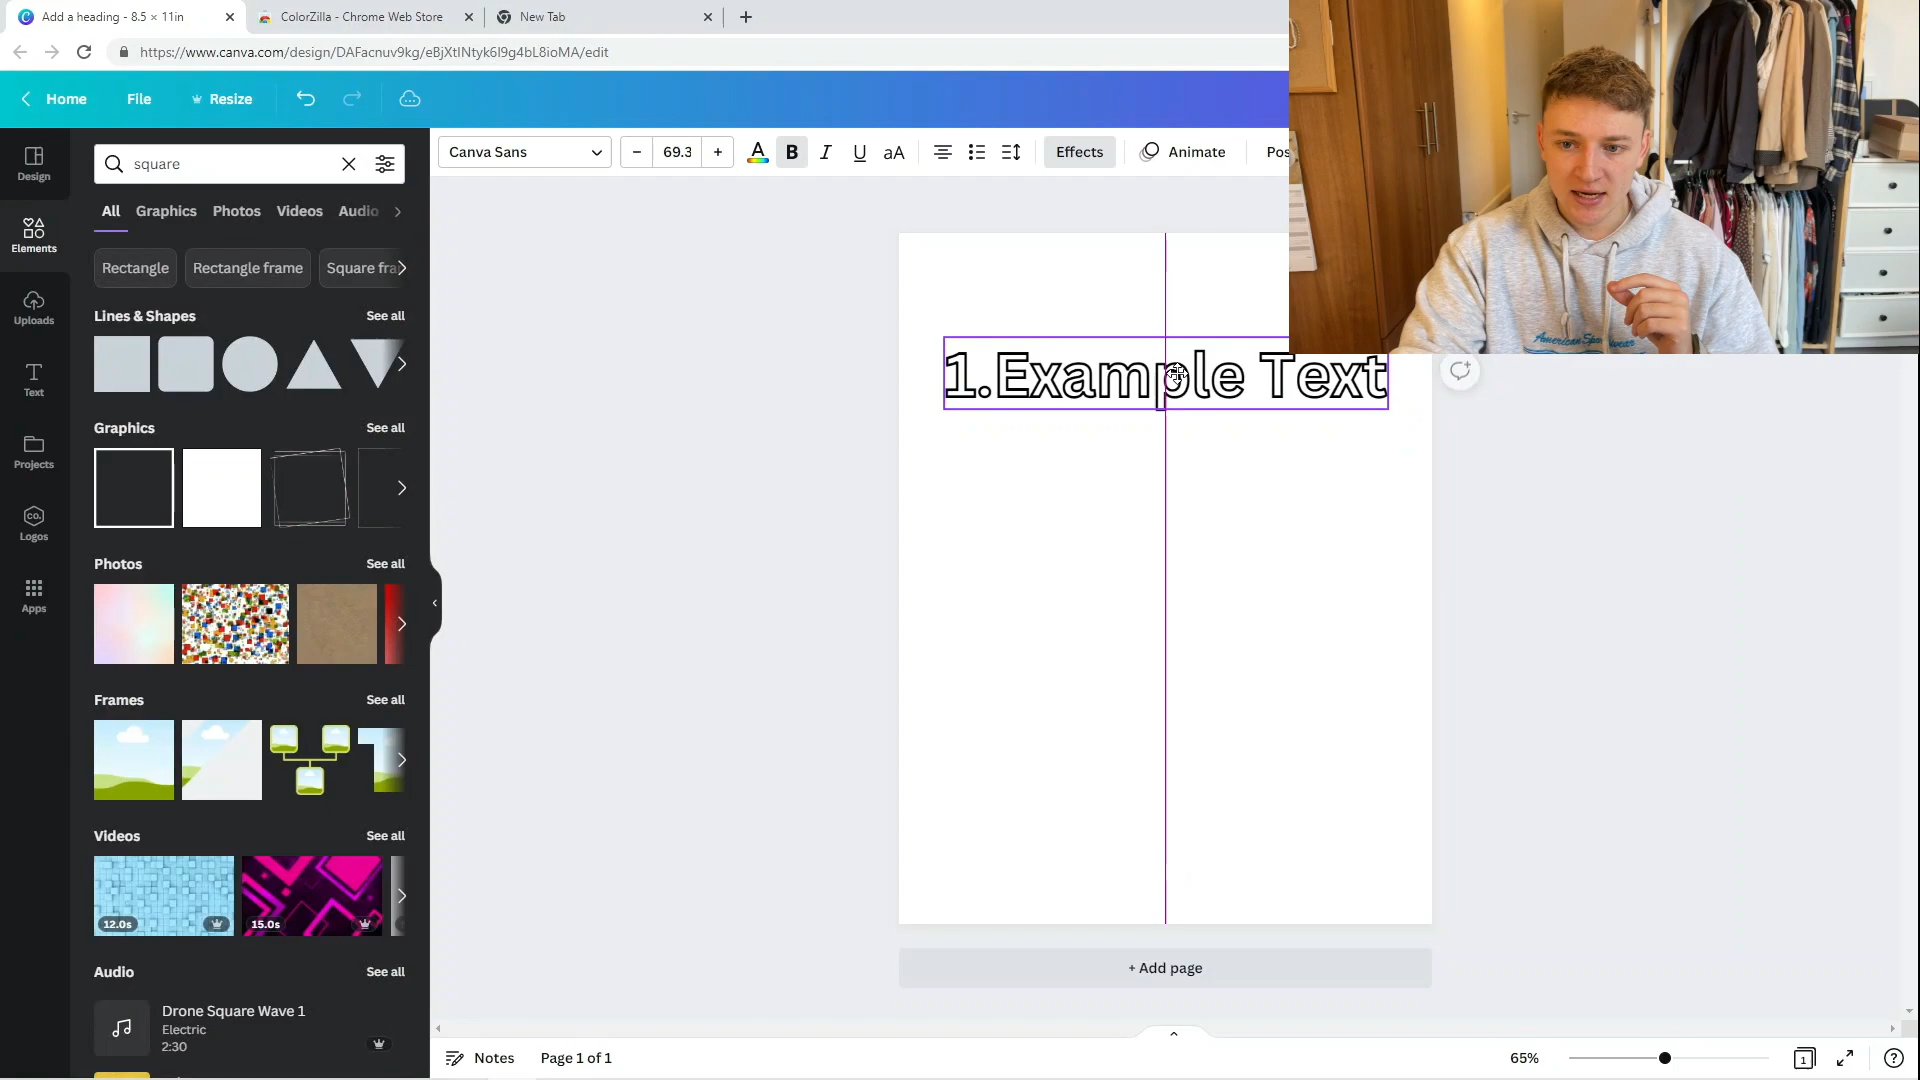 Add a heading - 8.5 × 11in
ColorZilla - Chrome Web Store
New Tab
https://www.canva.com/design/DAFacnuv9kg/eBjXtINtyk6I9g4bL8ioMA/edit
Home
File
Resize
Canva Sans
69.3
A
B
I
U
aA
Effects
Animate
Pos
Design
Elements
Uploads
Text
Projects
CO.
Logos
Apps
square
All
Graphics
Photos
Videos
Audio
Rectangle
Rectangle frame
Square fra
Lines & Shapes
See all
Graphics
See all
Photos
See all
Frames
See all
Videos
See all
12.0s
15.0s
Audio
See all
Drone Square Wave 1
Electric
2:30
1.Example Text
American
+ Add page
Notes
Page 1 of 1
65%
1